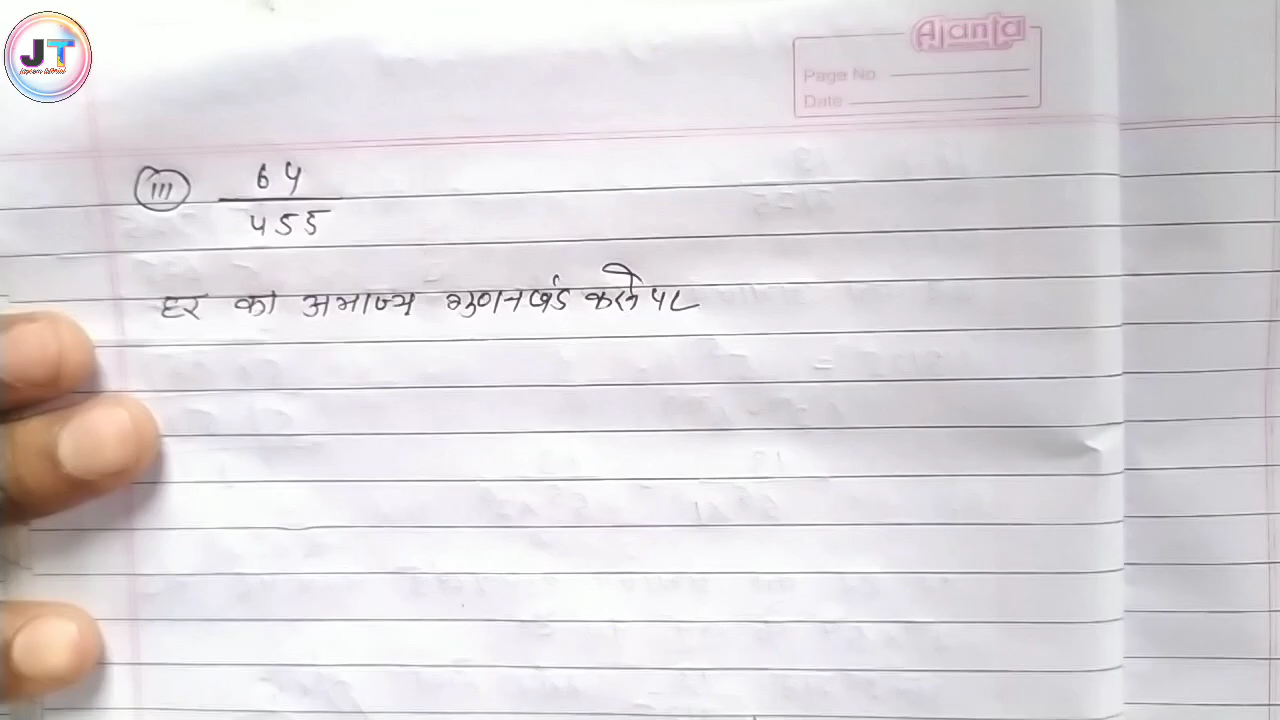 JT
Ajanta
Page No
Date
(iii) 64
455
हर का अभाज्य गुणनखंड करने पर